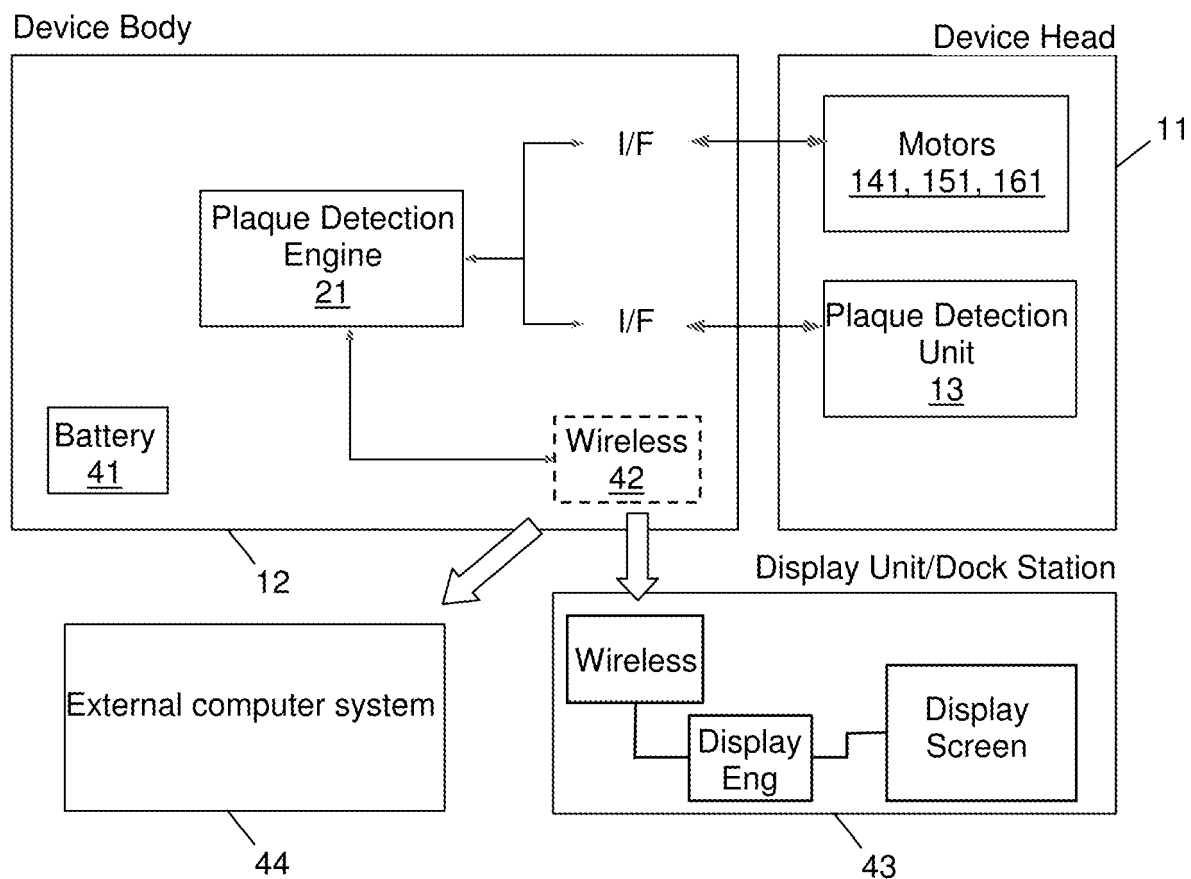 Device Body
Device Head
11
I/F
Motors
141, 151, 161
Plaque Detection
Engine
21
I/F
Plaque Detection
Unit
13
Battery
41
Wireless
42
12
Display Unit/Dock Station
External computer system
44
Wireless
Display
Eng
Display
Screen
43